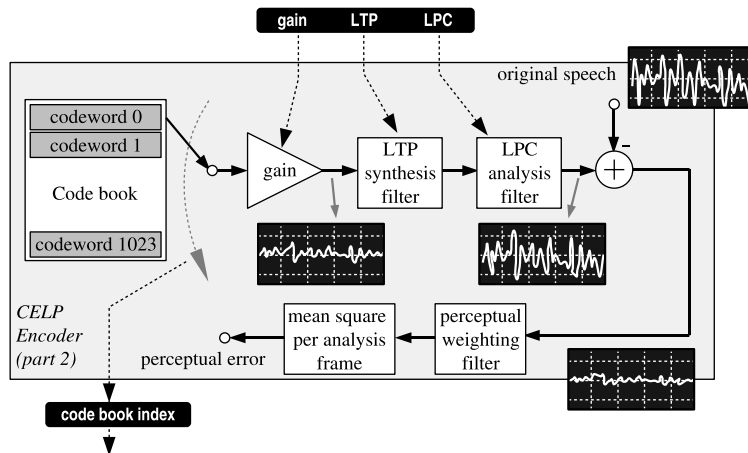 gain LTP LPC
original speech
codeword 0
codeword 1
Code book
codeword 1023
gain
LTP
synthesis
filter
LPC
analysis
filter
-
+
CELP
Encoder
(part 2)
perceptual error
mean square
per analysis
frame
perceptual
weighting
filter
code book index